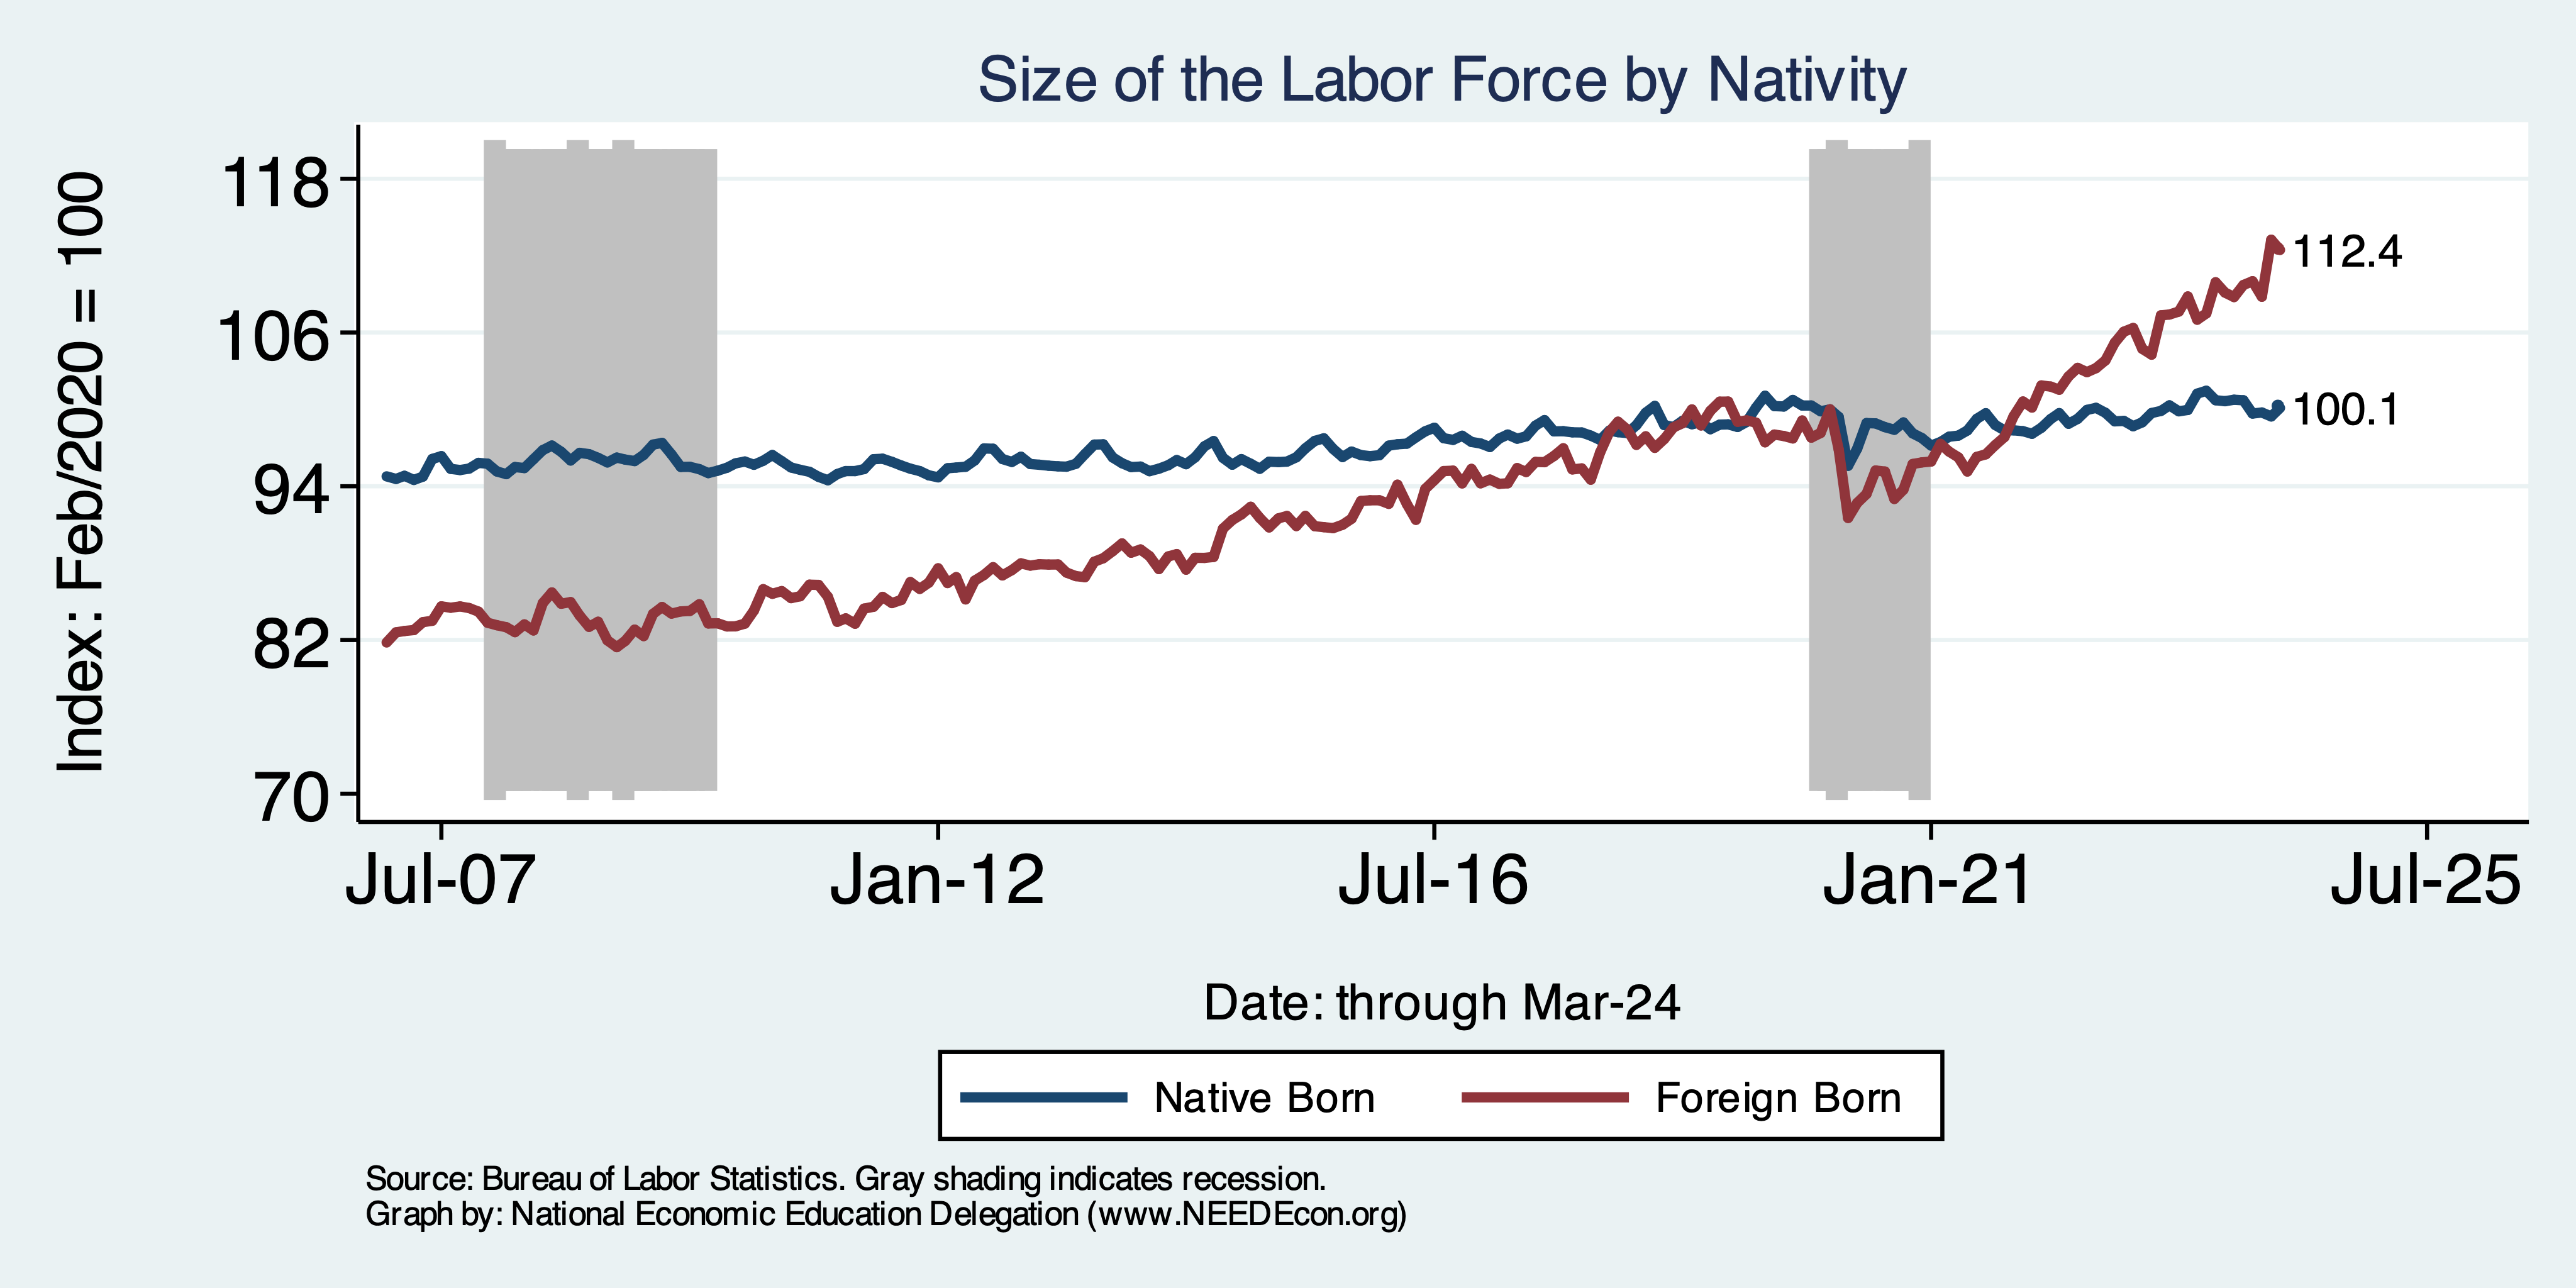 Size of the Labor Force by Nativity
Index: Feb/2020 = 100
118
106
94
82
70
112.4
100.1
Jul-07 Jan-12 Jul-16 Jan-21 Jul-25
Date: through Mar-24
Native Born Foreign Born
Source: Bureau of Labor Statistics. Gray shading indicates recession.
Graph by: National Economic Education Delegation (www.NEEDEcon.org)